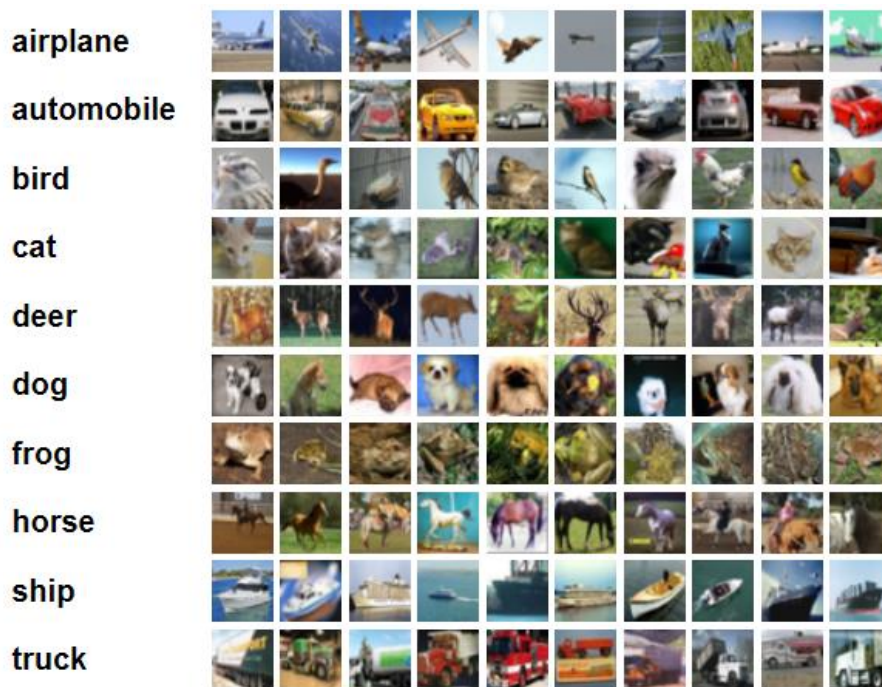 airplane
automobile
bird
cat
deer
dog
frog
horse
ship
truck